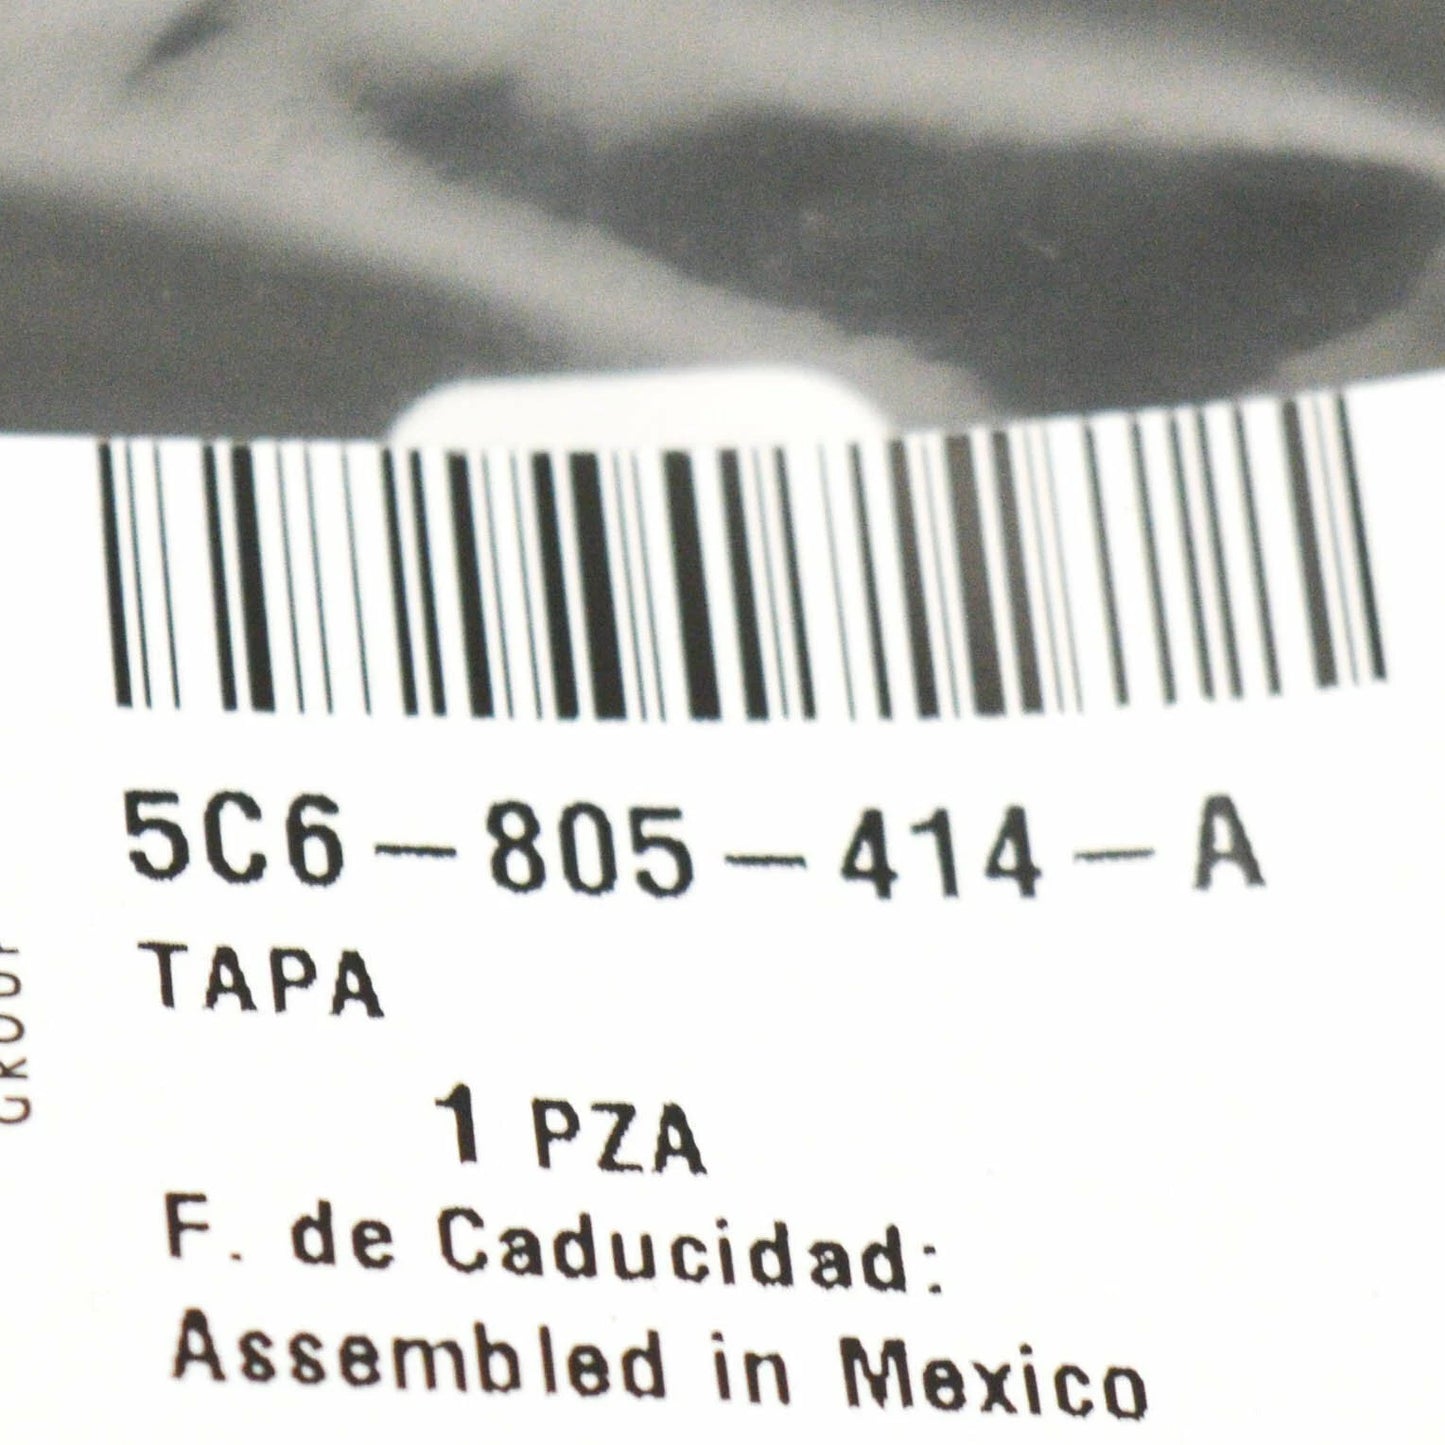 5C6-805-414-A
TAPA
1 PZA
F. de Caducidad:
Assembled in Mexico